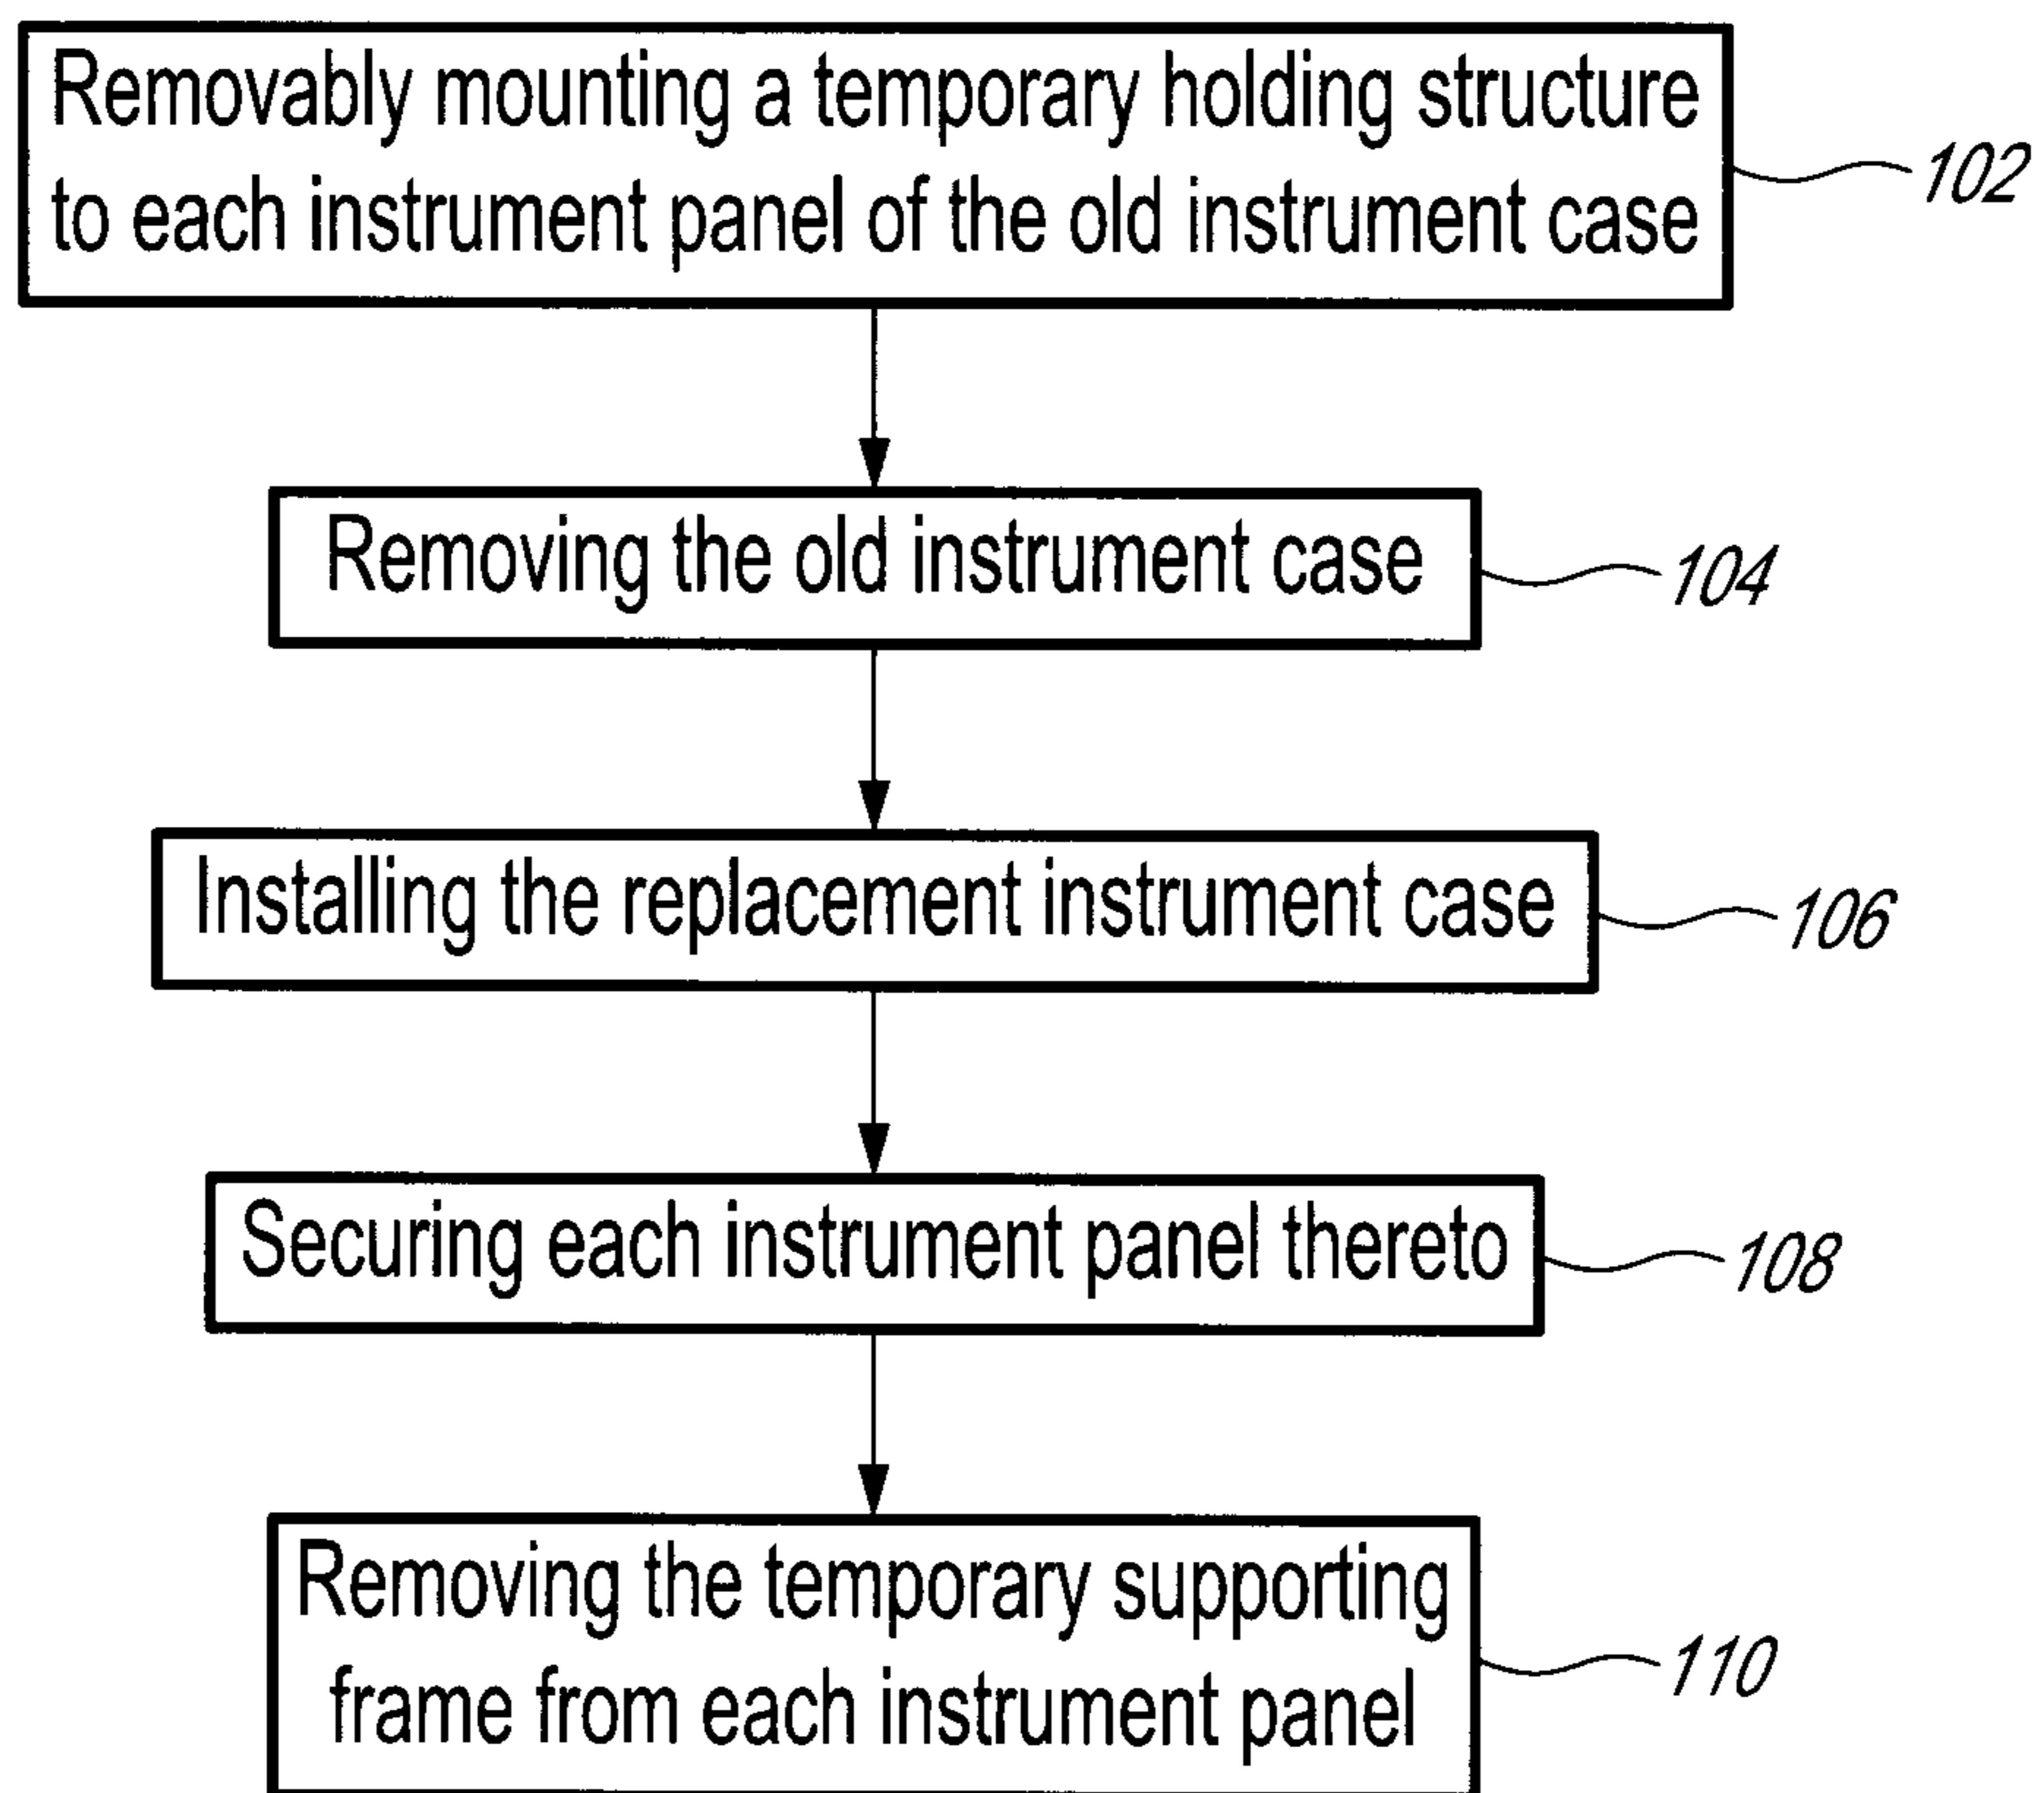 Removably mounting a temporary holding structure
to each instrument panel of the old instrument case
102
Removing the old instrument case
104
Installing the replacement instrument case
106
Securing each instrument panel thereto
108
Removing the temporary supporting
frame from each instrument panel
110